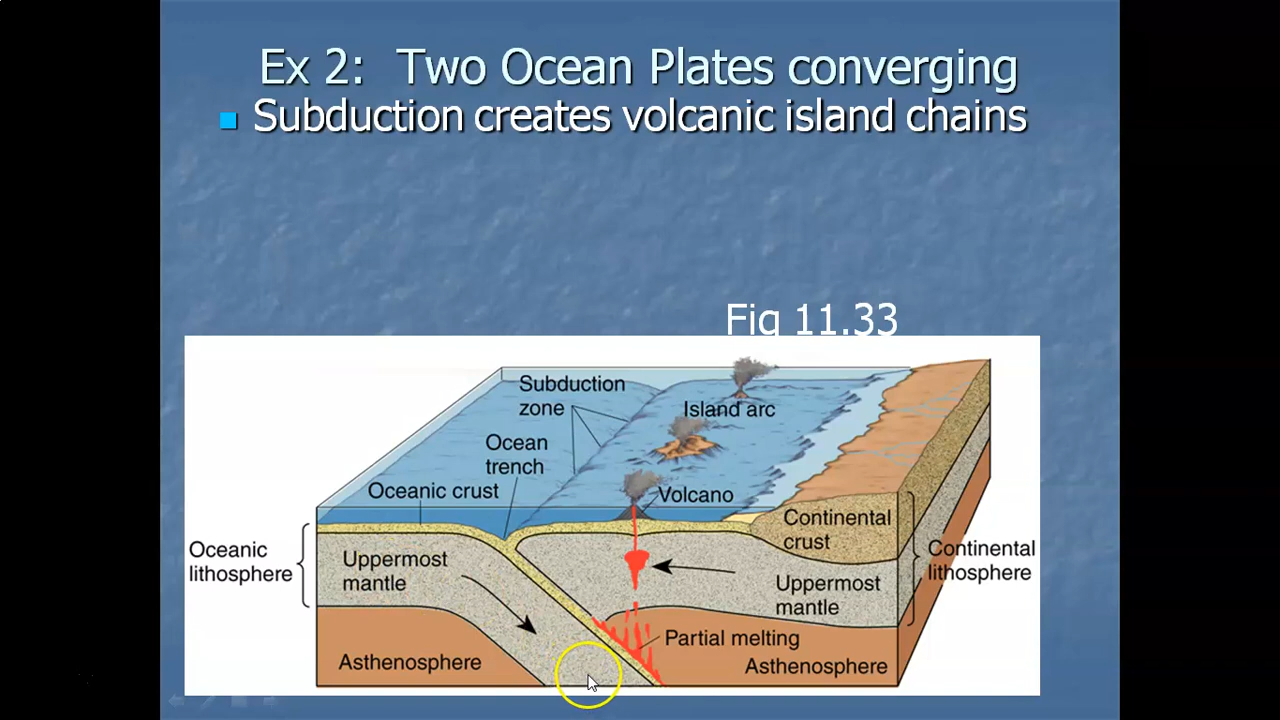 Ex 2: Two Ocean Plates converging
Subduction creates volcanic island chains
Fig 11.33
Subduction
zone
Island arc
Ocean
trench
Oceanic crust
Volcano
Continental
crust
Oceanic
lithosphere
Uppermost
mantle
Continental
lithosphere
Uppermost
mantle
Partial melting
Asthenosphere
Asthenosphere